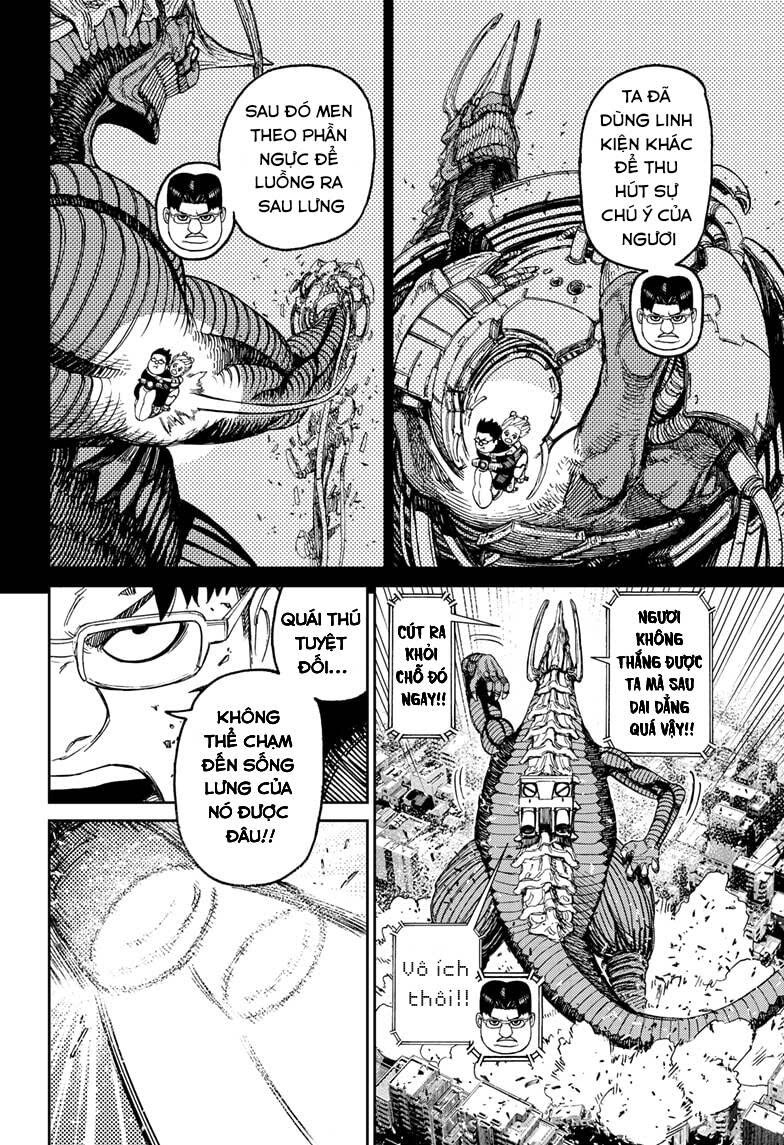 TA ĐÃ
DÙNG LINH
KIỆN KHÁC
ĐỂ THU
HÚT SỰ
CHÚ Ý CỦA
NGƯƠI
SAU ĐÓ MEN
THEO PHẦN
NGỰC ĐỂ
LUỒNG RA
SAU LƯNG
NGƯƠI
KHÔNG
THẮNG ĐƯỢC
TA MÀ SAU
DAI DẲNG
QUÁ VẬY!!
CÚT RA
KHỎI
CHỖ ĐÓ
NGAY!!
Vô ích
thôi!!
QUÁI THÚ
TUYỆT
ĐỐI...
KHÔNG
THỂ CHẠM
ĐẾN SỐNG
LƯNG CỦA
NÓ ĐƯỢC
ĐÂU!!